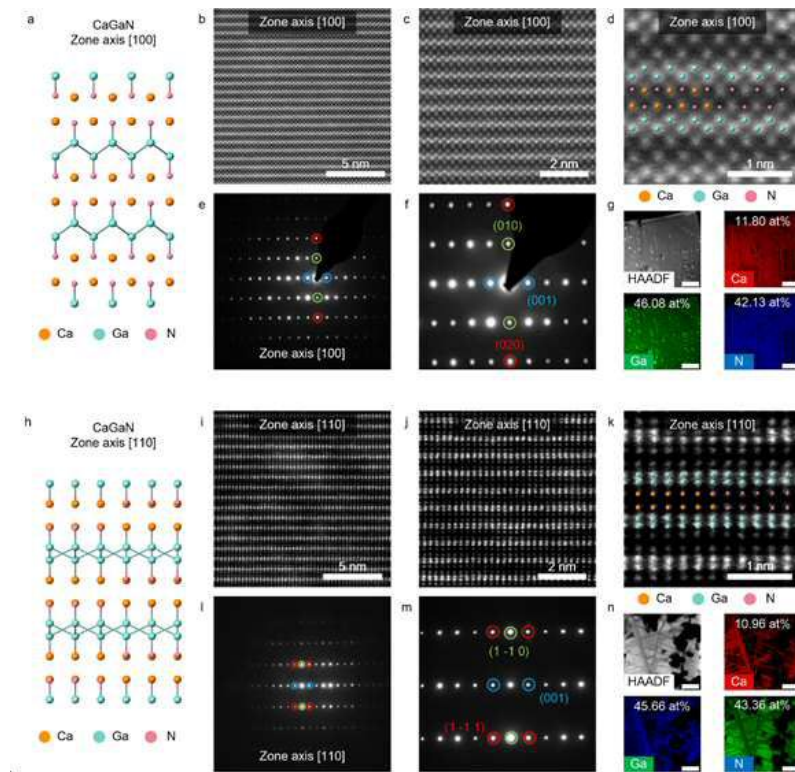 a
CaGaN
Zone axis [100]
Ca Ga N
b
Zone axis [100]
5 nm
c
Zone axis [100]
2 nm
d
Zone axis [100]
1 nm
Ca Ga N
e
Zone axis [100]
f
(010)
(001)
(020)
g
HAADF
11.80 at%
Ca
46.08 at%
Ga
42.13 at%
N
h
CaGaN
Zone axis [110]
Ca Ga N
i
Zone axis [110]
5 nm
j
Zone axis [110]
2 nm
k
Zone axis [110]
1 nm
Ca Ga N
l
Zone axis [110]
m
(1 -1 0)
(001)
(1 -1 1)
n
HAADF
10.96 at%
Ca
45.66 at%
Ga
43.36 at%
N